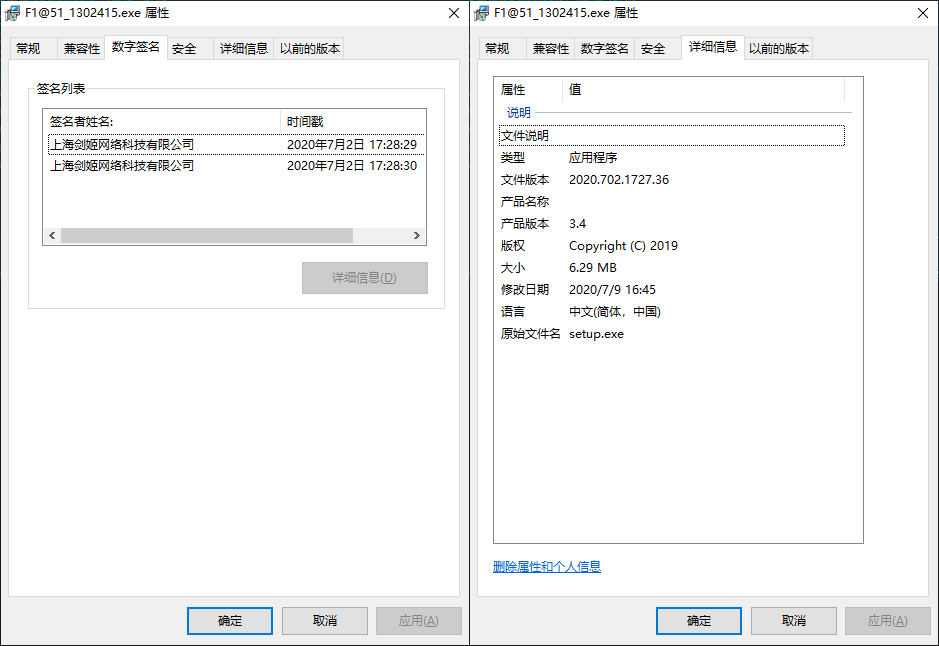 F1@51_1302415.exe 属性
常规 兼容性 数字签名 安全 详细信息 以前的版本
签名列表
签名者姓名: 时间戳
上海剑姬网络科技有限公司 2020年7月2日 17:28:29
上海剑姬网络科技有限公司 2020年7月2日 17:28:30
详细信息(D)
确定 取消 应用(A)
F1@51_1302415.exe 属性
常规 兼容性 数字签名 安全 详细信息 以前的版本
属性 值
说明
文件说明
类型 应用程序
文件版本 2020.702.1727.36
产品名称
产品版本 3.4
版权 Copyright (C) 2019
大小 6.29 MB
修改日期 2020/7/9 16:45
语言 中文(简体，中国)
原始文件名 setup.exe
删除属性和个人信息
确定 取消 应用(A)